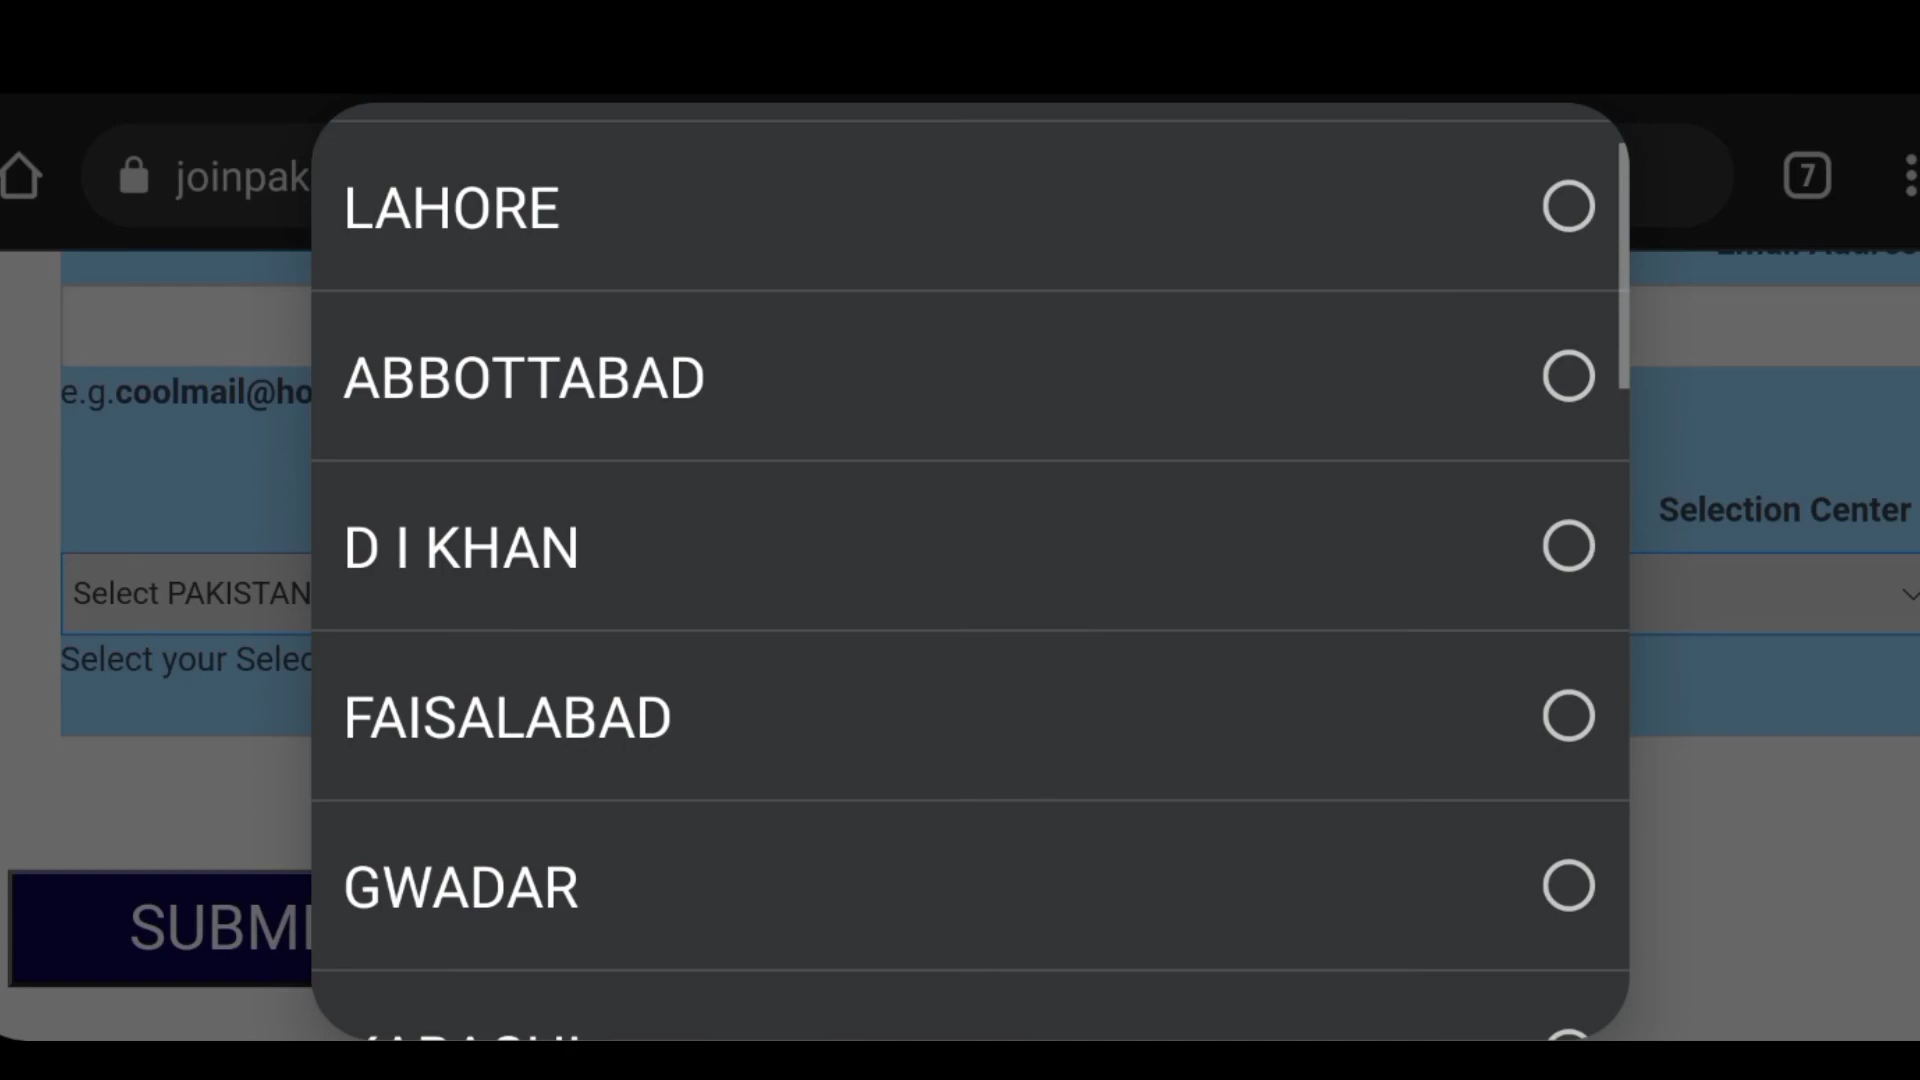 joinpak
7
LAHORE
ABBOTTABAD
e.g.coolmail@ho
D I KHAN
Selection Center
Select PAKISTAN
Select your Selec
FAISALABAD
GWADAR
SUBMI